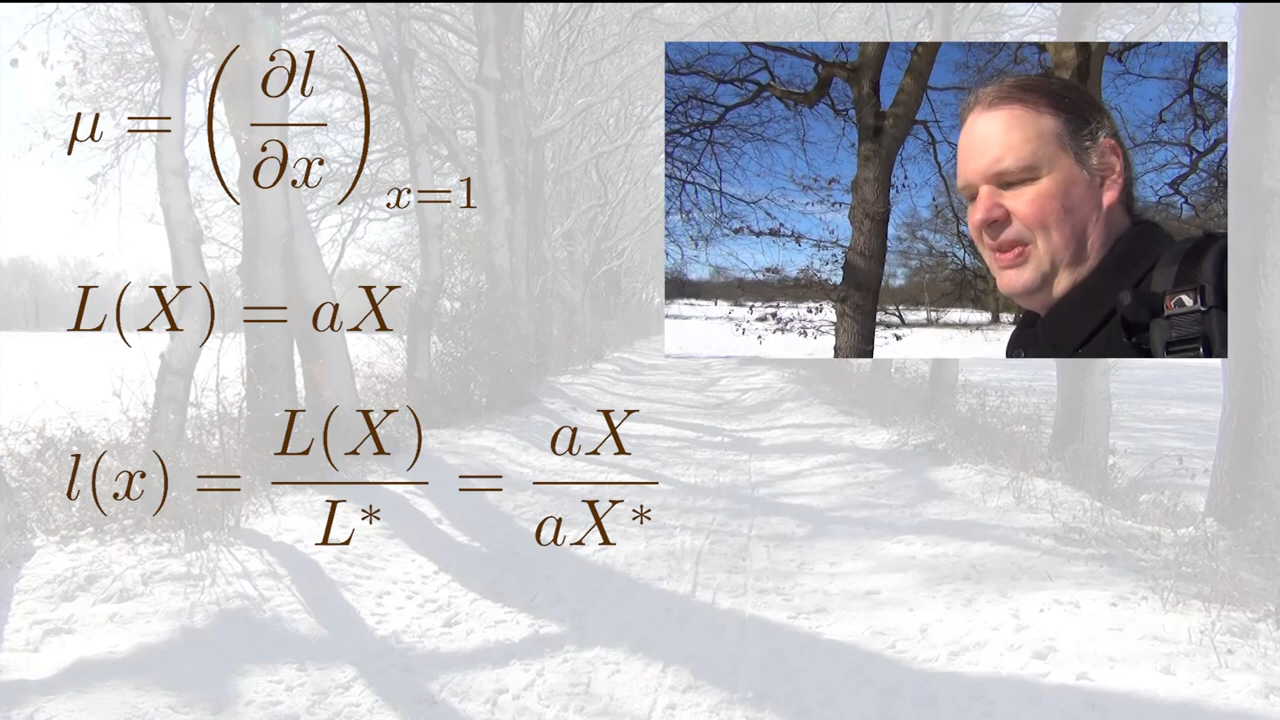 μ = (∂l/∂x)_{x=1}
L(X) = aX
l(x) = L(X)/L* = aX/aX*